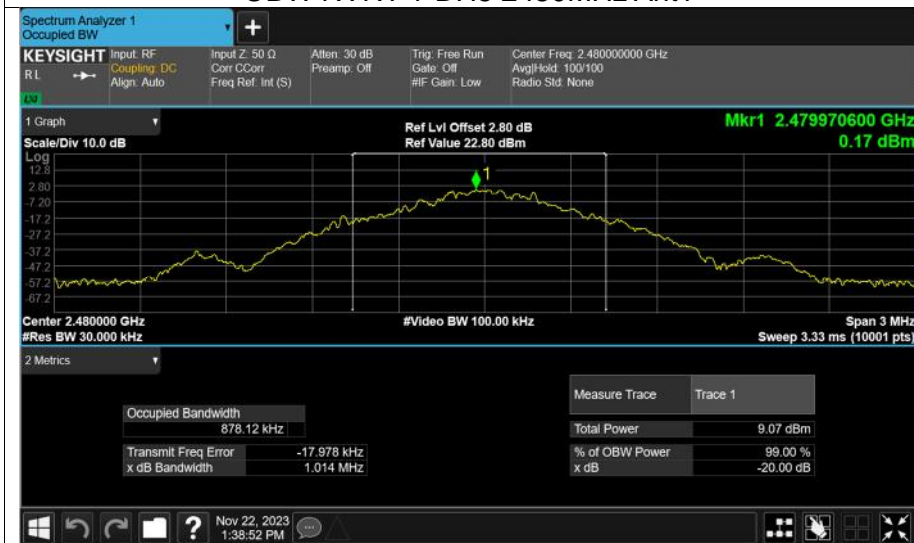 Spectrum Analyzer 1
Occupied BW
KEYSIGHT
RL
Input: RF
Coupling: DC
Align: Auto
Input Z: 50 Ω
Corr CCorr
Freq Ref: Int (S)
Atten: 30 dB
Preamp: Off
Trig: Free Run
Gate: Off
#IF Gain: Low
Center Freq: 2.480000000 GHz
Avg|Hold: 100/100
Radio Std: None
LXI
1 Graph
Scale/Div 10.0 dB
Ref Lvl Offset 2.80 dB
Ref Value 22.80 dBm
Mkr1 2.479970600 GHz
0.17 dBm
Log
12.8
2.80
-7.20
-17.2
-27.2
-37.2
-47.2
-57.2
-67.2
1
Center 2.480000 GHz
#Res BW 30.000 kHz
#Video BW 100.00 kHz
Span 3 MHz
Sweep 3.33 ms (10001 pts)
2 Metrics
Occupied Bandwidth
878.12 kHz
Transmit Freq Error -17.978 kHz
x dB Bandwidth 1.014 MHz
Measure Trace Trace 1
Total Power 9.07 dBm
% of OBW Power 99.00 %
x dB -20.00 dB
?
Nov 22, 2023
1:38:52 PM